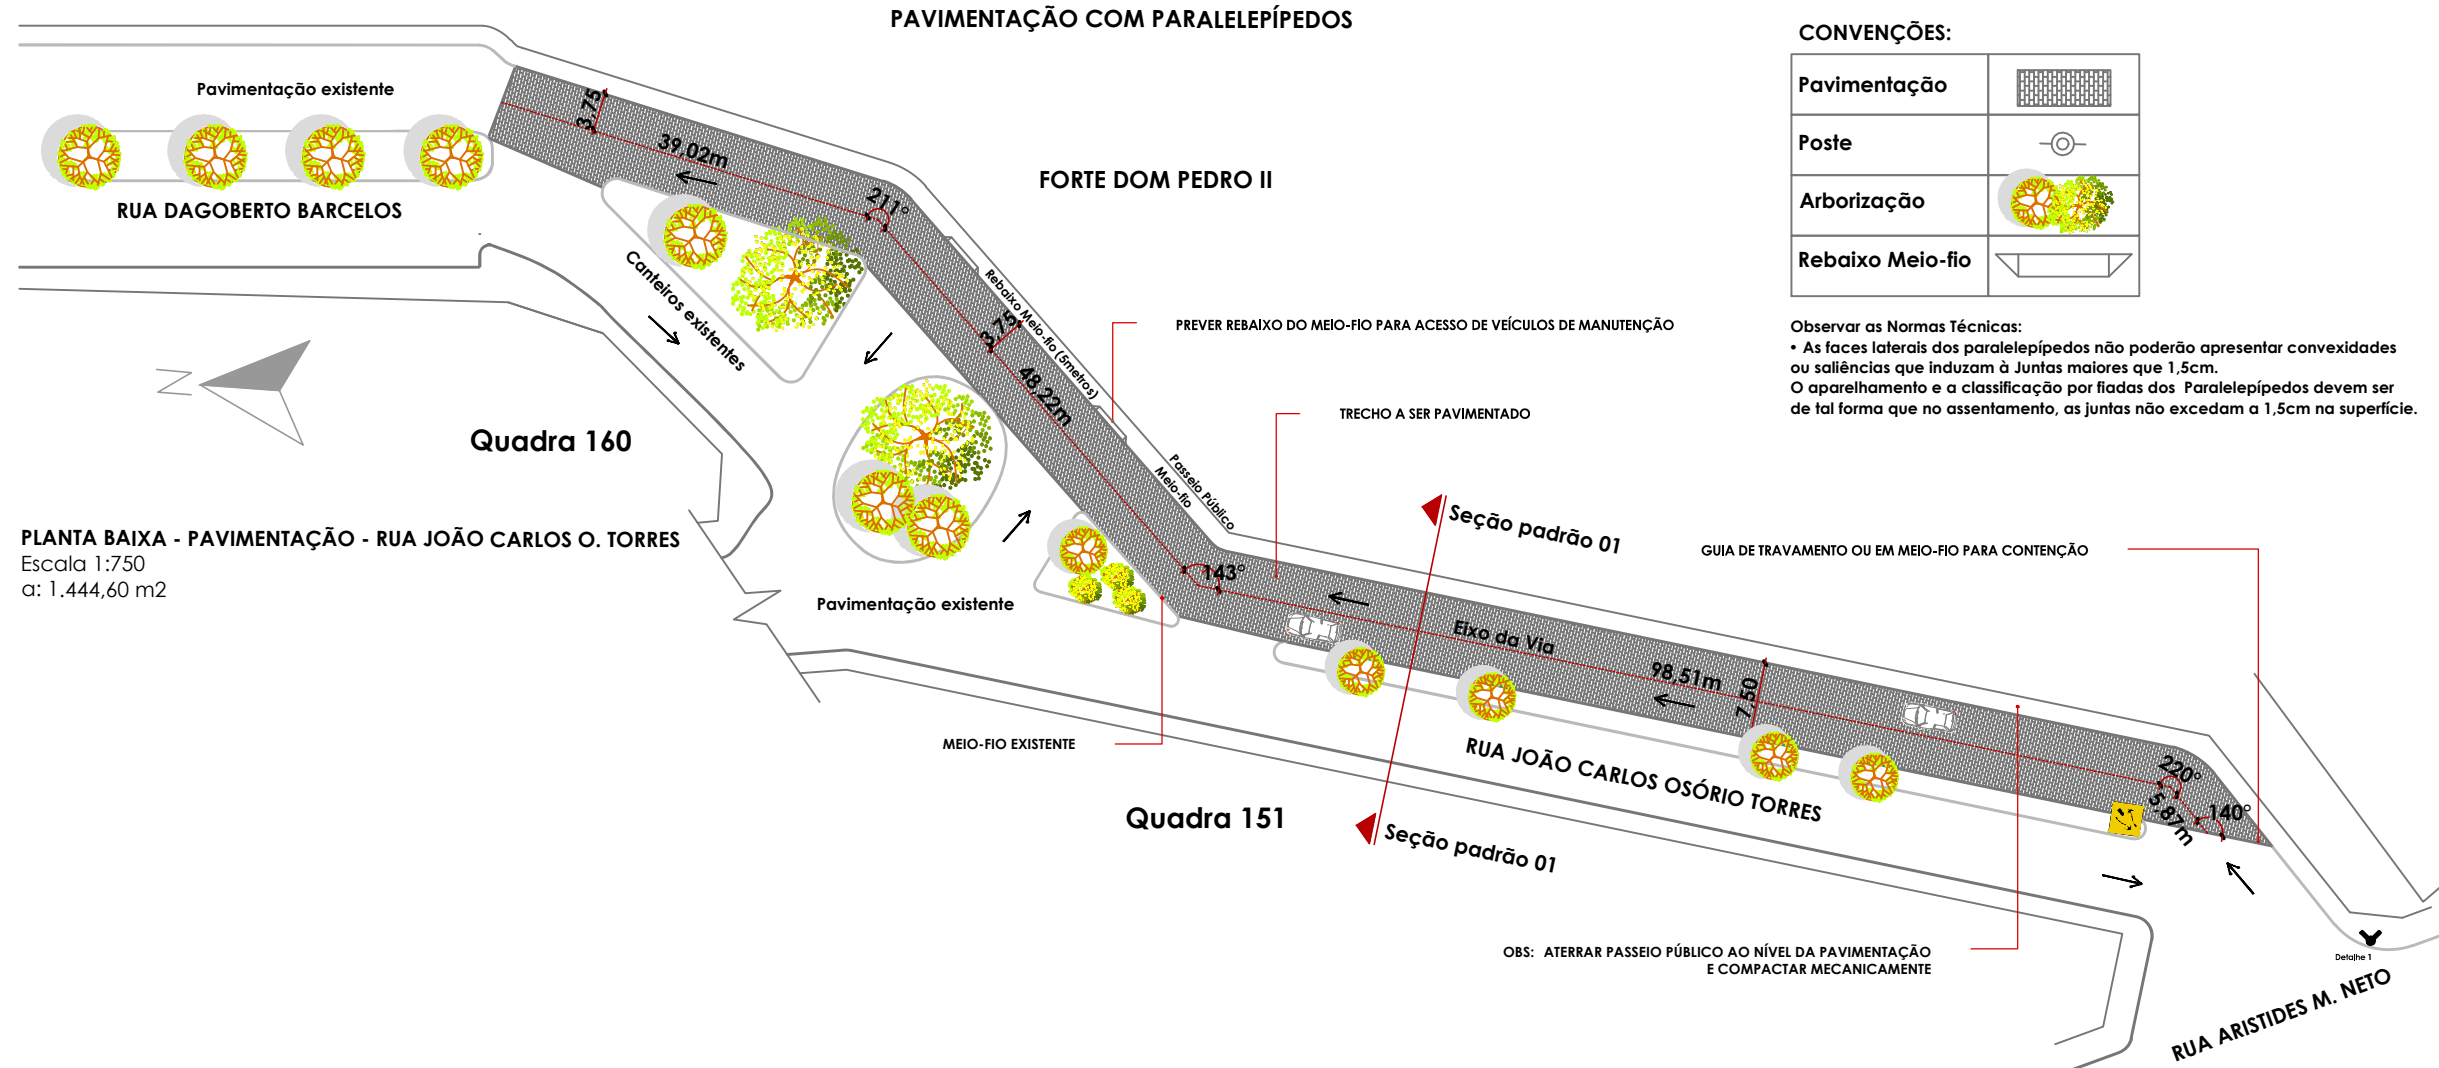 PAVIMENTAÇÃO COM PARALELEPÍPEDOS
CONVENÇÕES:
Pavimentação
Poste
Arborização
Rebaixo Meio-fio
Observar as Normas Técnicas:
• As faces laterais dos paralelepípedos não poderão apresentar convexidades
ou saliências que induzam à Juntas maiores que 1,5cm.
O aparelhamento e a classificação por fiadas dos Paralelepípedos devem ser
de tal forma que no assentamento, as juntas não excedam a 1,5cm na superfície.
Pavimentação existente
RUA DAGOBERTO BARCELOS
3,75
39,02m
211°
FORTE DOM PEDRO II
Canteiros existentes
Rebaixo Meio-fio (5metros)
3,75
48,22m
PREVER REBAIXO DO MEIO-FIO PARA ACESSO DE VEÍCULOS DE MANUTENÇÃO
TRECHO A SER PAVIMENTADO
N
Quadra 160
Passeio Público
Meio-fio
Seção padrão 01
PLANTA BAIXA - PAVIMENTAÇÃO - RUA JOÃO CARLOS O. TORRES
Escala 1:750
a: 1.444,60 m2
143°
GUIA DE TRAVAMENTO OU EM MEIO-FIO PARA CONTENÇÃO
Pavimentação existente
Eixo da Via
98,51m
7,50
MEIO-FIO EXISTENTE
RUA JOÃO CARLOS OSÓRIO TORRES
220°
5,87m
140°
Quadra 151
Seção padrão 01
OBS: ATERRAR PASSEIO PÚBLICO AO NÍVEL DA PAVIMENTAÇÃO
E COMPACTAR MECANICAMENTE
Detalhe 1
RUA ARISTIDES M. NETO